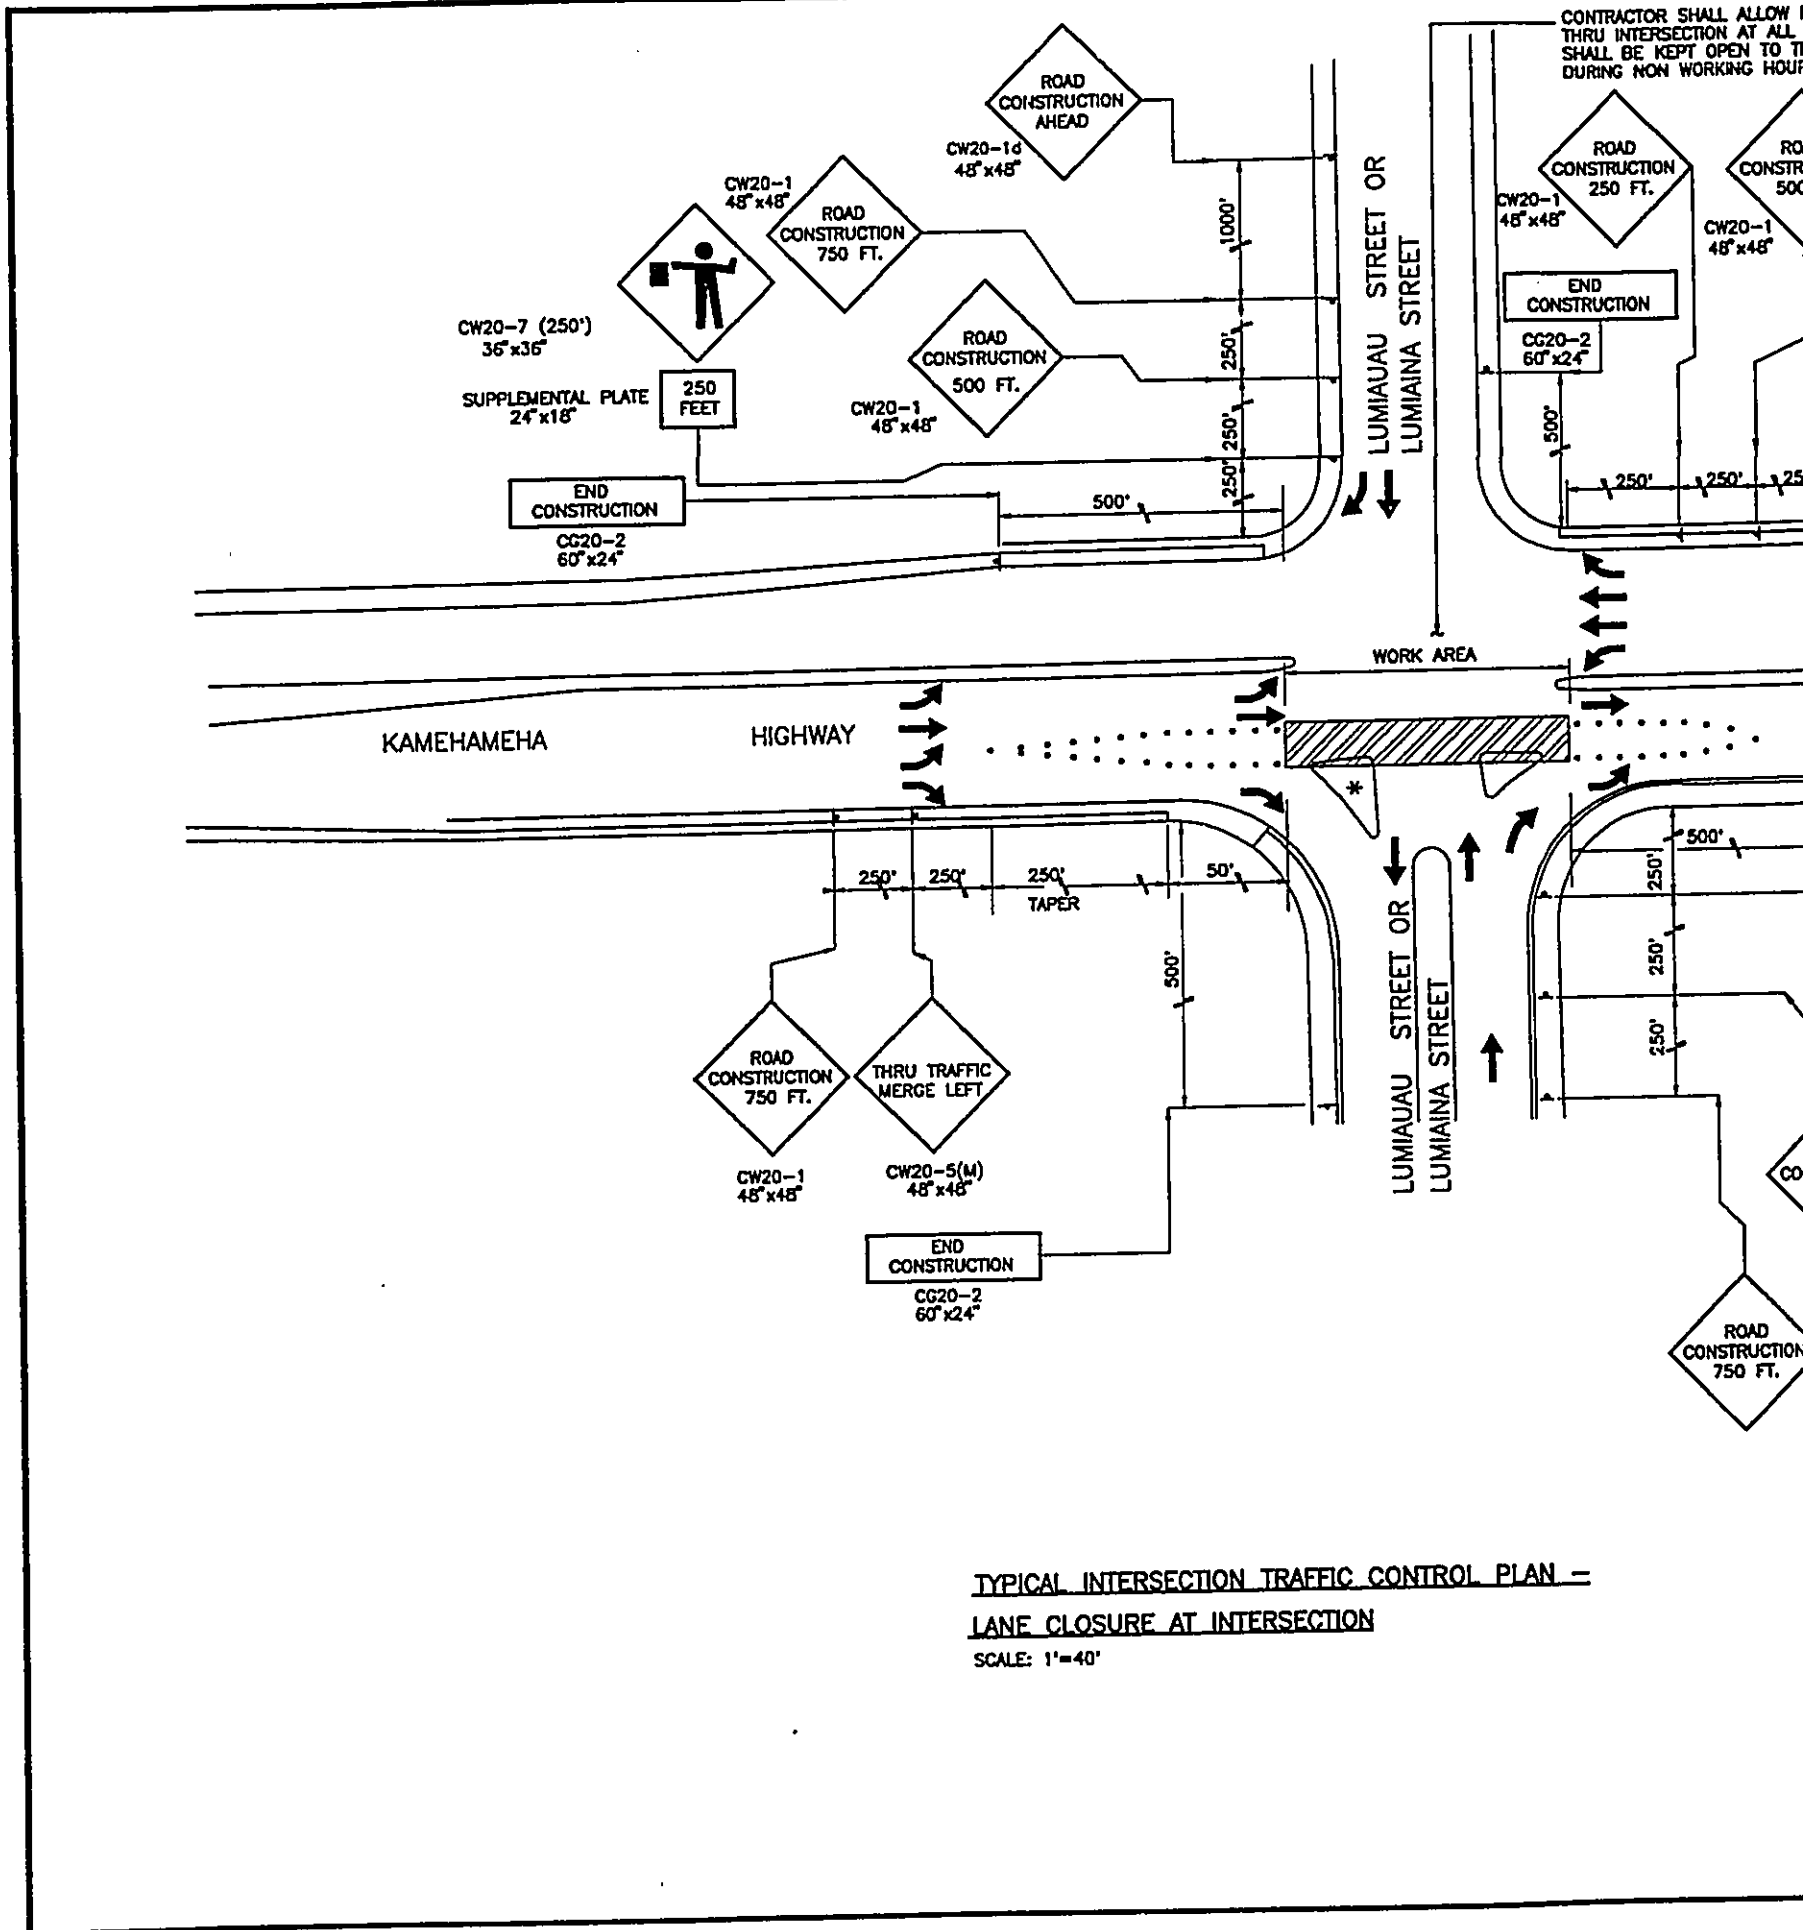 CONTRACTOR SHALL ALLOW
THRU INTERSECTION AT ALL
SHALL BE KEPT OPEN TO
DURING NON WORKING
ROAD
CONSTRUCTION
AHEAD
CW20-1d
48"x48"
CW20-1
48"x48"
ROAD
CONSTRUCTION
750 FT.
CW20-7 (250')
36"x36"
SUPPLEMENTAL PLATE
24"x18"
250
FEET
ROAD
CONSTRUCTION
500 FT.
CW20-1
48"x48"
END
CONSTRUCTION
CG20-2
60"x24"
1000'
250'
250'
250'
500'
LUMIAUAU STREET OR
LUMIAINA STREET
ROAD
CONSTRUCTION
250 FT.
CW20-1
48"x48"
CW20-1
48"x48"
END
CONSTRUCTION
CG20-2
60"x24"
500'
250'
250'
WORK AREA
KAMEHAMEHA HIGHWAY
*
250'
250'
250'
TAPER
50'
500'
500'
250'
250'
250'
LUMIAUAU STREET OR
LUMIAINA STREET
ROAD
CONSTRUCTION
750 FT.
CW20-1
48"x48"
THRU TRAFFIC
MERGE LEFT
CW20-5(M)
48"x48"
END
CONSTRUCTION
CG20-2
60"x24"
ROAD
CONSTRUCTION
750 FT.
TYPICAL INTERSECTION TRAFFIC CONTROL PLAN -
LANE CLOSURE AT INTERSECTION
SCALE: 1'=40'